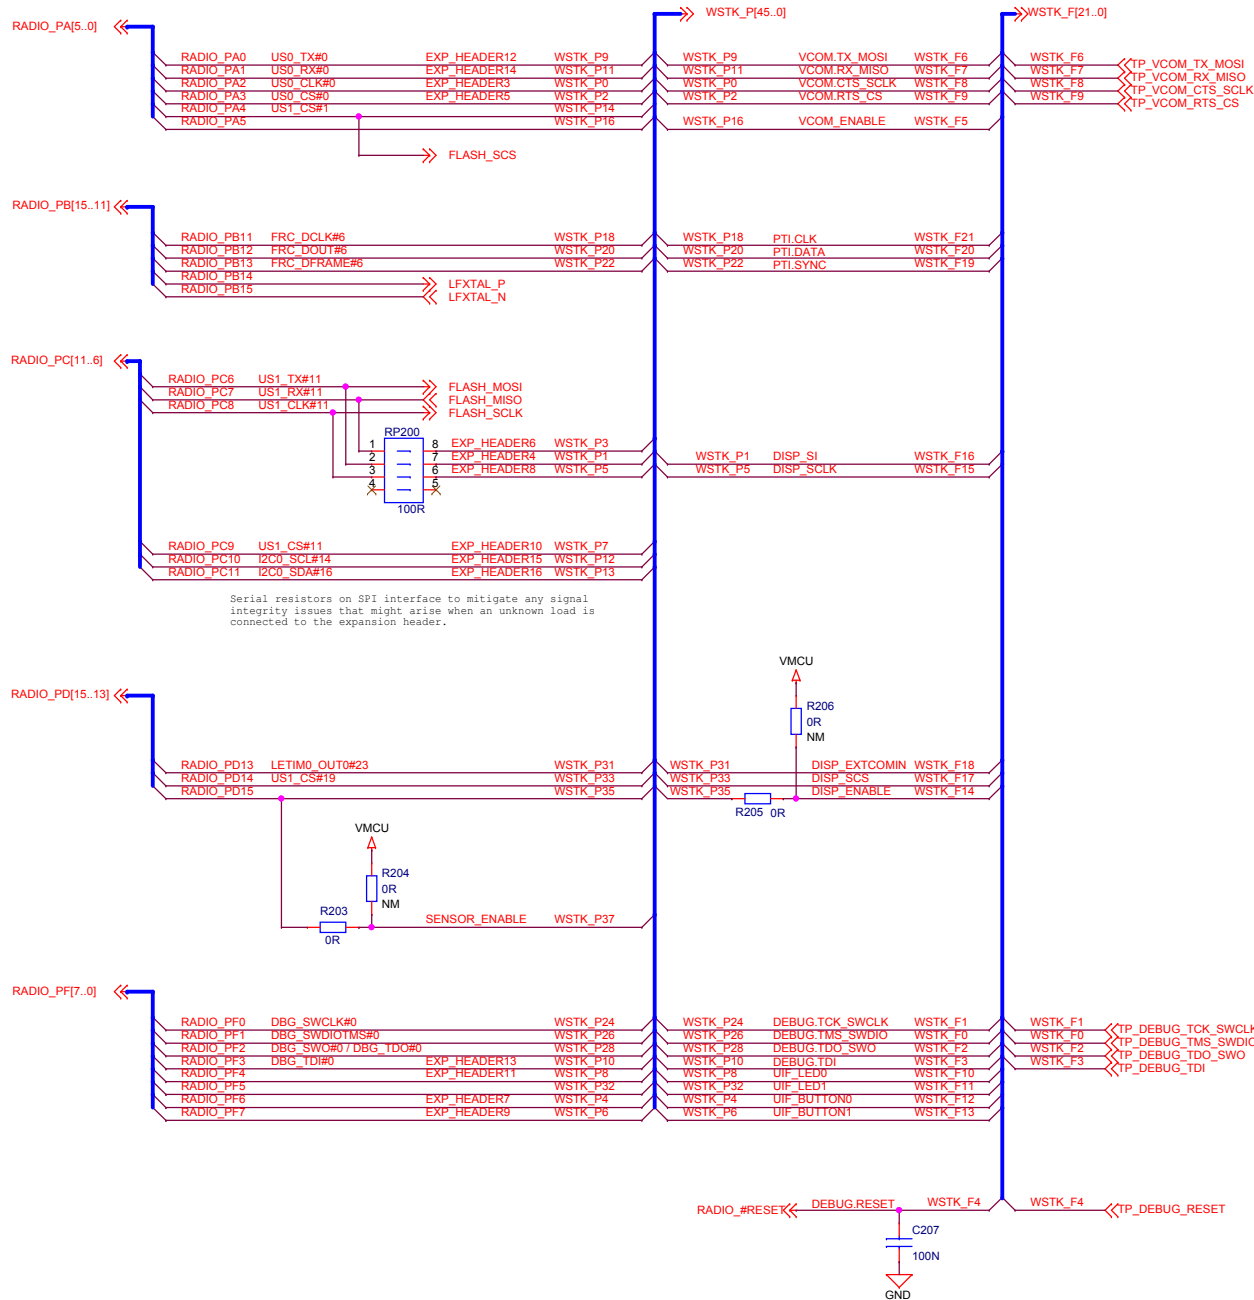 WSTK_P[45..0] WSTK_F[21..0]
RADIO_PA[5..0]
RADIO_PA0 US0_TX#0 EXP_HEADER12 WSTK_P9 WSTK_P9 VCOM.TX_MOSI WSTK_F6 WSTK_F6 TP_VCOM_TX_MOSI
RADIO_PA1 US0_RX#0 EXP_HEADER14 WSTK_P11 WSTK_P11 VCOM.RX_MISO WSTK_F7 WSTK_F7 TP_VCOM_RX_MISO
RADIO_PA2 US0_CLK#0 EXP_HEADER3 WSTK_P0 WSTK_P0 VCOM.CTS_SCLK WSTK_F8 WSTK_F8 TP_VCOM_CTS_SCLK
RADIO_PA3 US0_CS#0 EXP_HEADER5 WSTK_P2 WSTK_P2 VCOM.RTS_CS WSTK_F9 WSTK_F9 TP_VCOM_RTS_CS
RADIO_PA4 US1_CS#1 WSTK_P14
RADIO_PA5 WSTK_P16 WSTK_P16 VCOM_ENABLE WSTK_F5
FLASH_SCS
RADIO_PB[15..11]
RADIO_PB11 FRC_DCLK#6 WSTK_P18 WSTK_P18 PTI.CLK WSTK_F21
RADIO_PB12 FRC_DOUT#6 WSTK_P20 WSTK_P20 PTI.DATA WSTK_F20
RADIO_PB13 FRC_DFRAME#6 WSTK_P22 WSTK_P22 PTI.SYNC WSTK_F19
RADIO_PB14 LFXTAL_P
RADIO_PB15 LFXTAL_N
RADIO_PC[11..6]
RADIO_PC6 US1_TX#11 FLASH_MOSI
RADIO_PC7 US1_RX#11 FLASH_MISO
RADIO_PC8 US1_CLK#11 FLASH_SCLK
RP200
1 8 EXP_HEADER6 WSTK_P3
2 7 EXP_HEADER4 WSTK_P1 WSTK_P1 DISP_SI WSTK_F16
3 6 EXP_HEADER8 WSTK_P5 WSTK_P5 DISP_SCLK WSTK_F15
4 5
100R
RADIO_PC9 US1_CS#11 EXP_HEADER10 WSTK_P7
RADIO_PC10 I2C0_SCL#14 EXP_HEADER15 WSTK_P12
RADIO_PC11 I2C0_SDA#16 EXP_HEADER16 WSTK_P13
Serial resistors on SPI interface to mitigate any signal
integrity issues that might arise when an unknown load is
connected to the expansion header.
VMCU
RADIO_PD[15..13]
R206
0R
NM
RADIO_PD13 LETIM0_OUT0#23 WSTK_P31 WSTK_P31 DISP_EXTCOMIN WSTK_F18
RADIO_PD14 US1_CS#19 WSTK_P33 WSTK_P33 DISP_SCS WSTK_F17
RADIO_PD15 WSTK_P35 WSTK_P35 DISP_ENABLE WSTK_F14
R205 0R
VMCU
R204
0R
NM
R203
SENSOR_ENABLE WSTK_P37
0R
RADIO_PF[7..0]
RADIO_PF0 DBG_SWCLK#0 WSTK_P24 WSTK_P24 DEBUG.TCK_SWCLK WSTK_F1 WSTK_F1 TP_DEBUG_TCK_SWCLK
RADIO_PF1 DBG_SWDIOTMS#0 WSTK_P26 WSTK_P26 DEBUG.TMS_SWDIO WSTK_F0 WSTK_F0 TP_DEBUG_TMS_SWDIO
RADIO_PF2 DBG_SWO#0 / DBG_TDO#0 WSTK_P28 WSTK_P28 DEBUG.TDO_SWO WSTK_F2 WSTK_F2 TP_DEBUG_TDO_SWO
RADIO_PF3 DBG_TDI#0 EXP_HEADER13 WSTK_P10 WSTK_P10 DEBUG.TDI WSTK_F3 WSTK_F3 TP_DEBUG_TDI
RADIO_PF4 EXP_HEADER11 WSTK_P8 WSTK_P8 UIF_LED0 WSTK_F10
RADIO_PF5 WSTK_P32 WSTK_P32 UIF_LED1 WSTK_F11
RADIO_PF6 EXP_HEADER7 WSTK_P4 WSTK_P4 UIF_BUTTON0 WSTK_F12
RADIO_PF7 EXP_HEADER9 WSTK_P6 WSTK_P6 UIF_BUTTON1 WSTK_F13
RADIO_#RESET DEBUG.RESET WSTK_F4 WSTK_F4 TP_DEBUG_RESET
C207
100N
GND